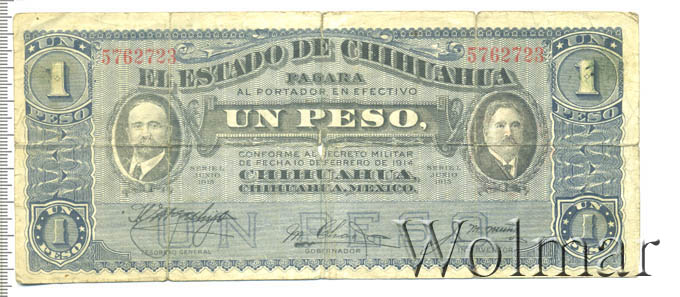 UN
UN
5762723
5762723
1
1
PESO
PESO
EL ESTADO DE CHIHUAHUA
PAGARA
AL PORTADOR, EN EFECTIVO
UN PESO,
CONFORME AL DECRETO MILITAR
DE FECHA 10 DE FEBRERO DE 1914.
SERIE
JUNIO
SERIE
JUNIO
CHIHUAHUA,
CHIHUAHUA, MEXICO.
UN PESO
UN
1
PESO
UN
1
PESO
TESORERO GENERAL
GOBERNADOR
Wolmar